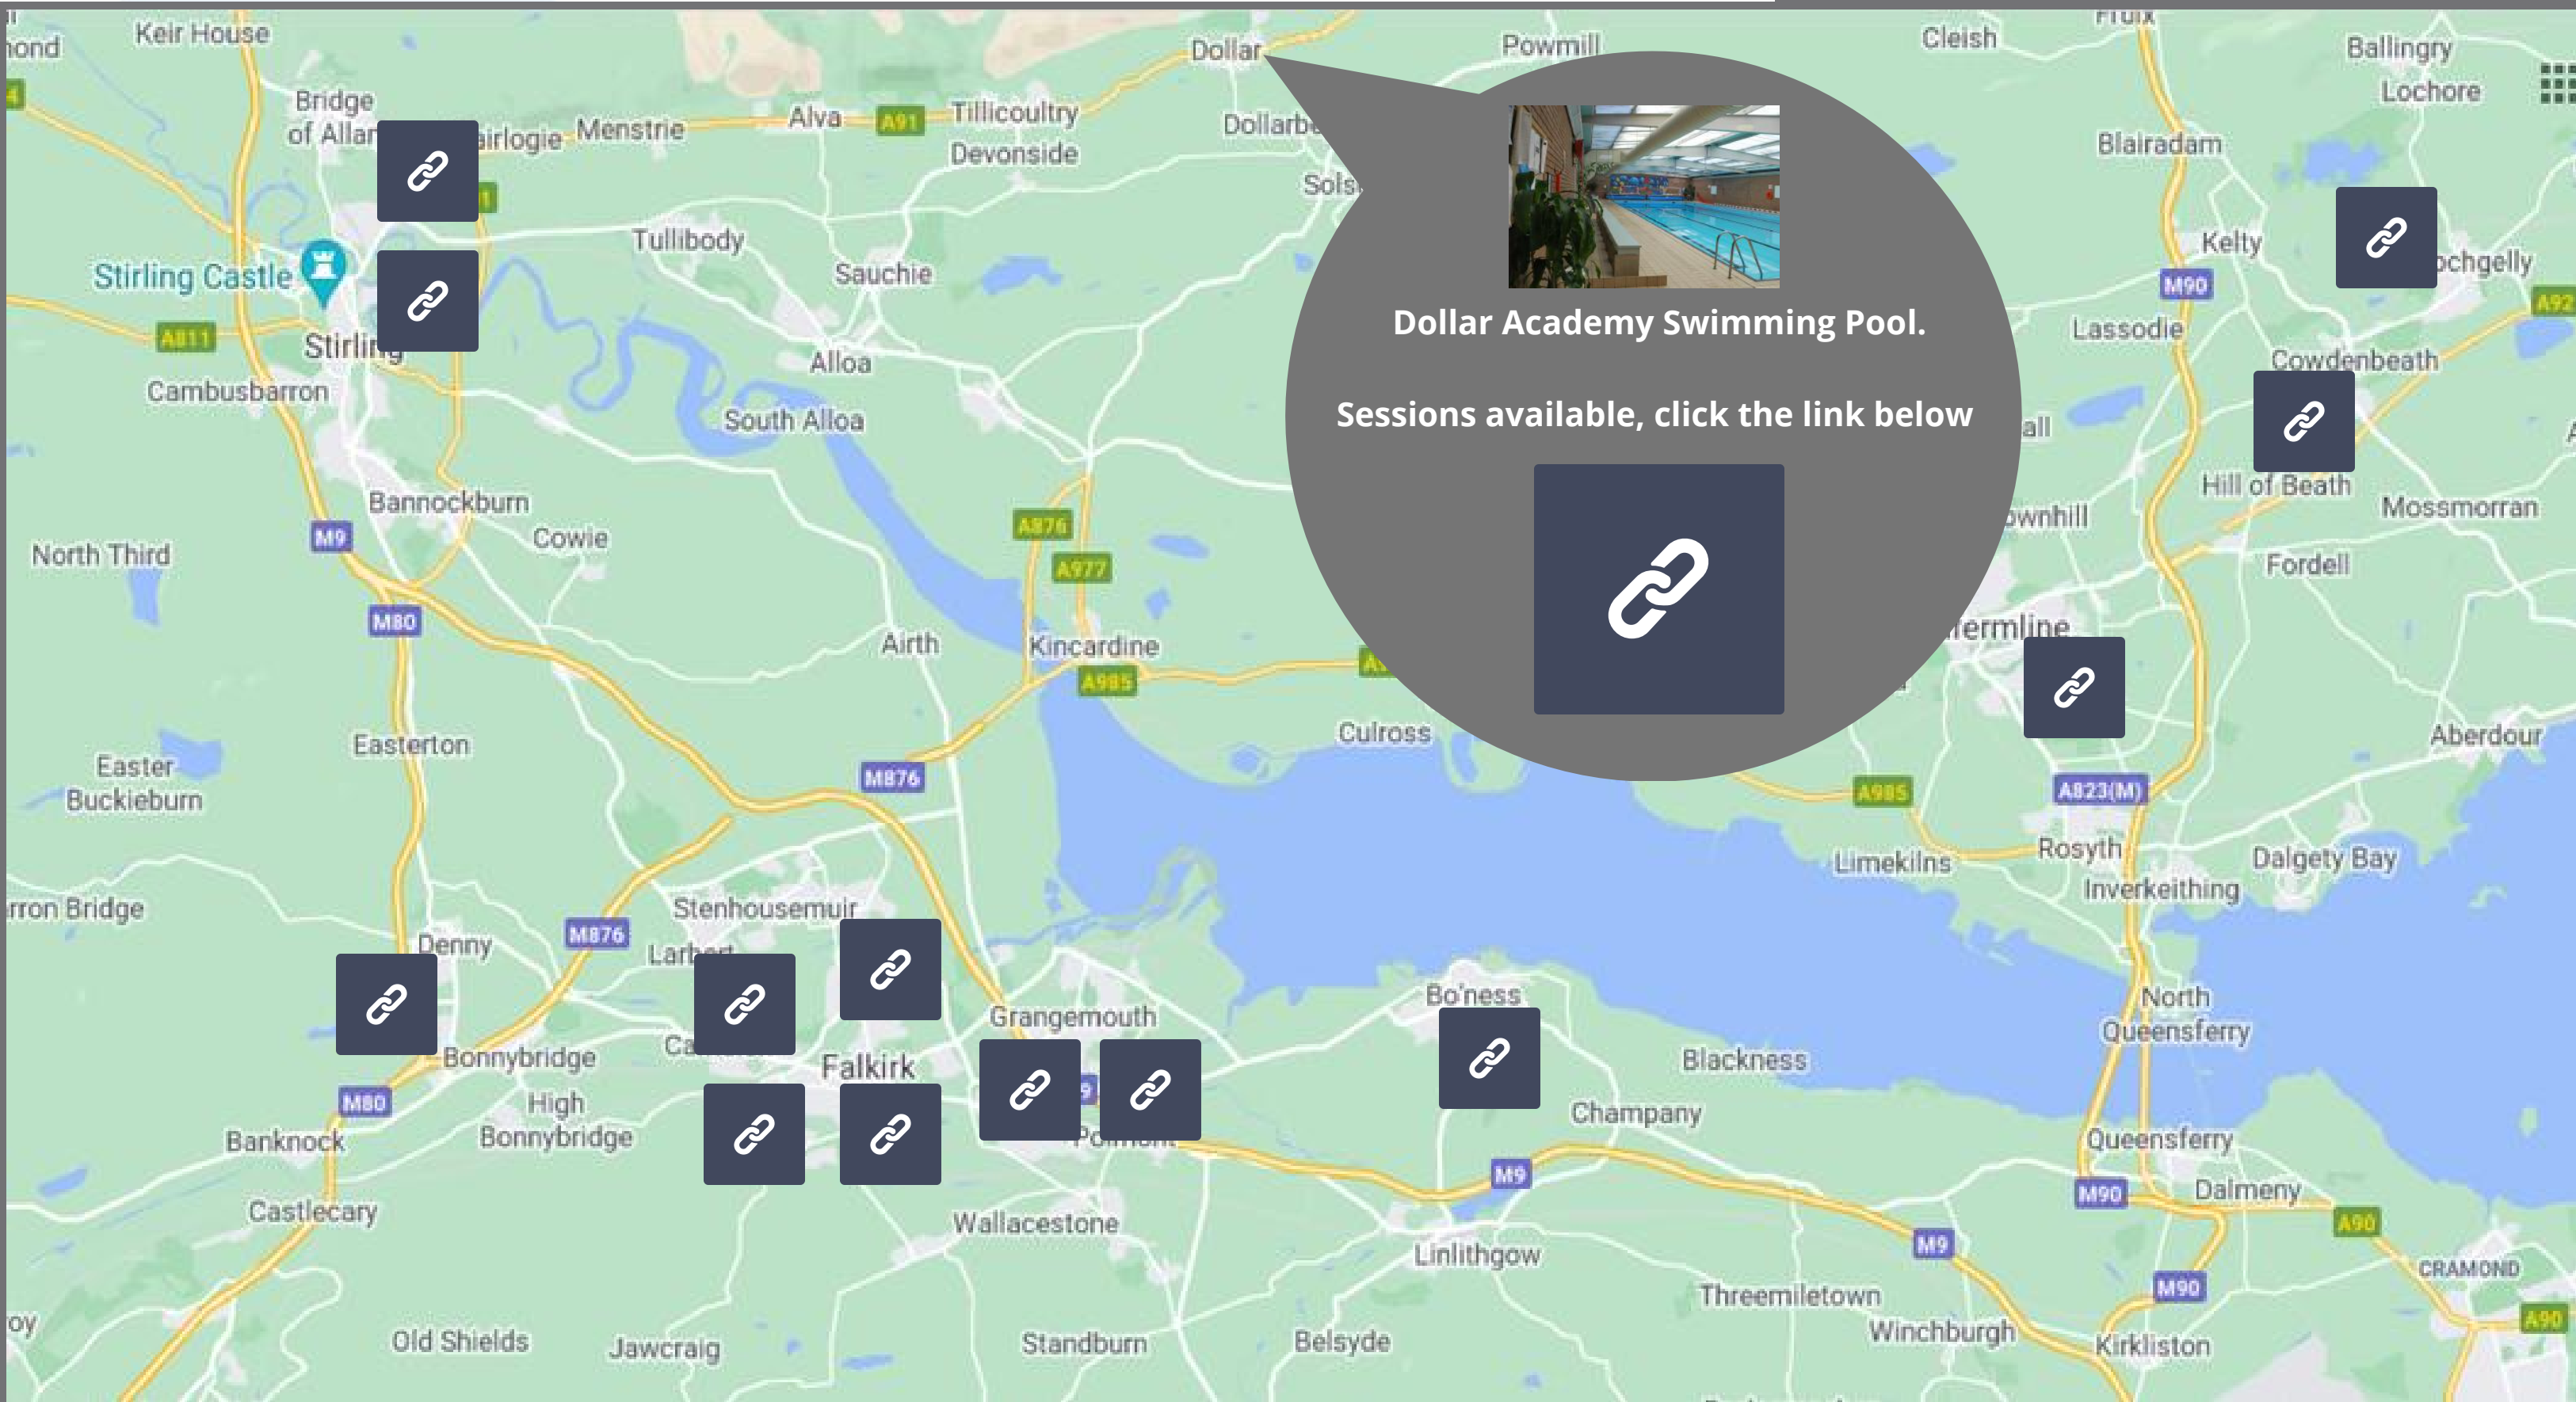 Keir House
Dollar
Powmill
Cleish
Ballingry
Lochore
Bridge
of Allan
Menstrie
Alva
A91
Tillicoultry
Devonside
Blairadam
Tullibody
Sauchie
Kelty
Stirling Castle
M90
A92
A811
Stirling
Lassodie
Alloa
Cowdenbeath
Cambusbarron
South Alloa
Dollar Academy Swimming Pool.
Sessions available, click the link below
Hill of Beath
Mossmorran
Bannockburn
A876
M9
Cowie
North Third
A977
Fordell
M80
Airth
Kincardine
A985
Culross
Easterton
Aberdour
Easter
Buckieburn
M876
A985
A823(M)
Rosyth
Limekilns
Dalgety Bay
Inverkeithing
Stenhousemuir
M876
Denny
Larbert
Bo'ness
North
Queensferry
Grangemouth
Bonnybridge
Falkirk
Blackness
M80
High
Bonnybridge
Champany
Banknock
Polmont
Queensferry
M9
M90
Dalmeny
Castlecary
Wallacestone
A90
Linlithgow
M9
CRAMOND
M90
Threemiletown
A90
Winchburgh
Kirkliston
Old Shields
Jawcraig
Standburn
Belsyde